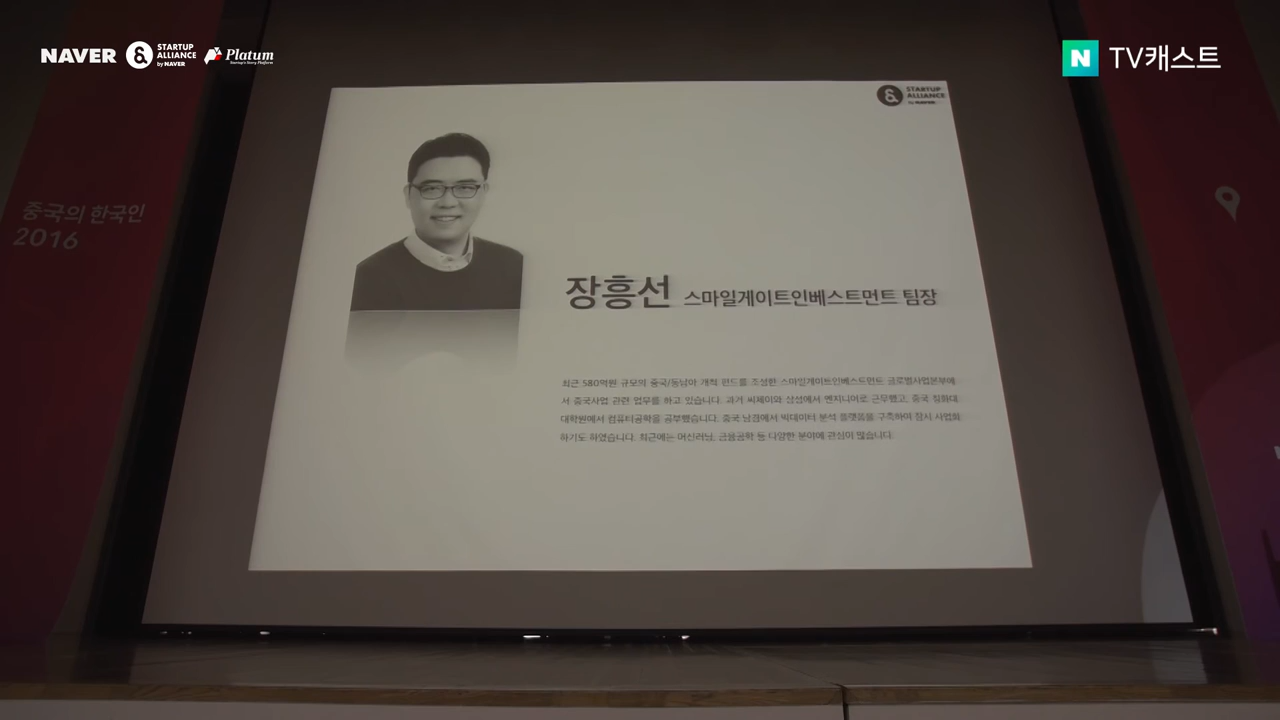 NAVER
STARTUP
ALLIANCE
by NAVER
Platum
Startup's Story Platform
N TV캐스트
중국의 한국인
2016
STARTUP
ALLIANCE
by NAVER
장흥선 스마일게이트인베스트먼트 팀장
최근 580억원 규모의 중국/동남아 개척 펀드를 조성한 스마일게이트인베스트먼트 글로벌사업본부에
서 중국사업 관련 업무를 하고 있습니다. 과거 씨제이와 삼성에서 엔지니어로 근무했고, 중국 칭화대
대학원에서 컴퓨터공학을 공부했습니다. 중국 남경에서 빅데이터 분석 플랫폼을 구축하여 잠시 사업화
하기도 하였습니다. 최근에는 머신러닝, 금융공학 등 다양한 분야에 관심이 많습니다.